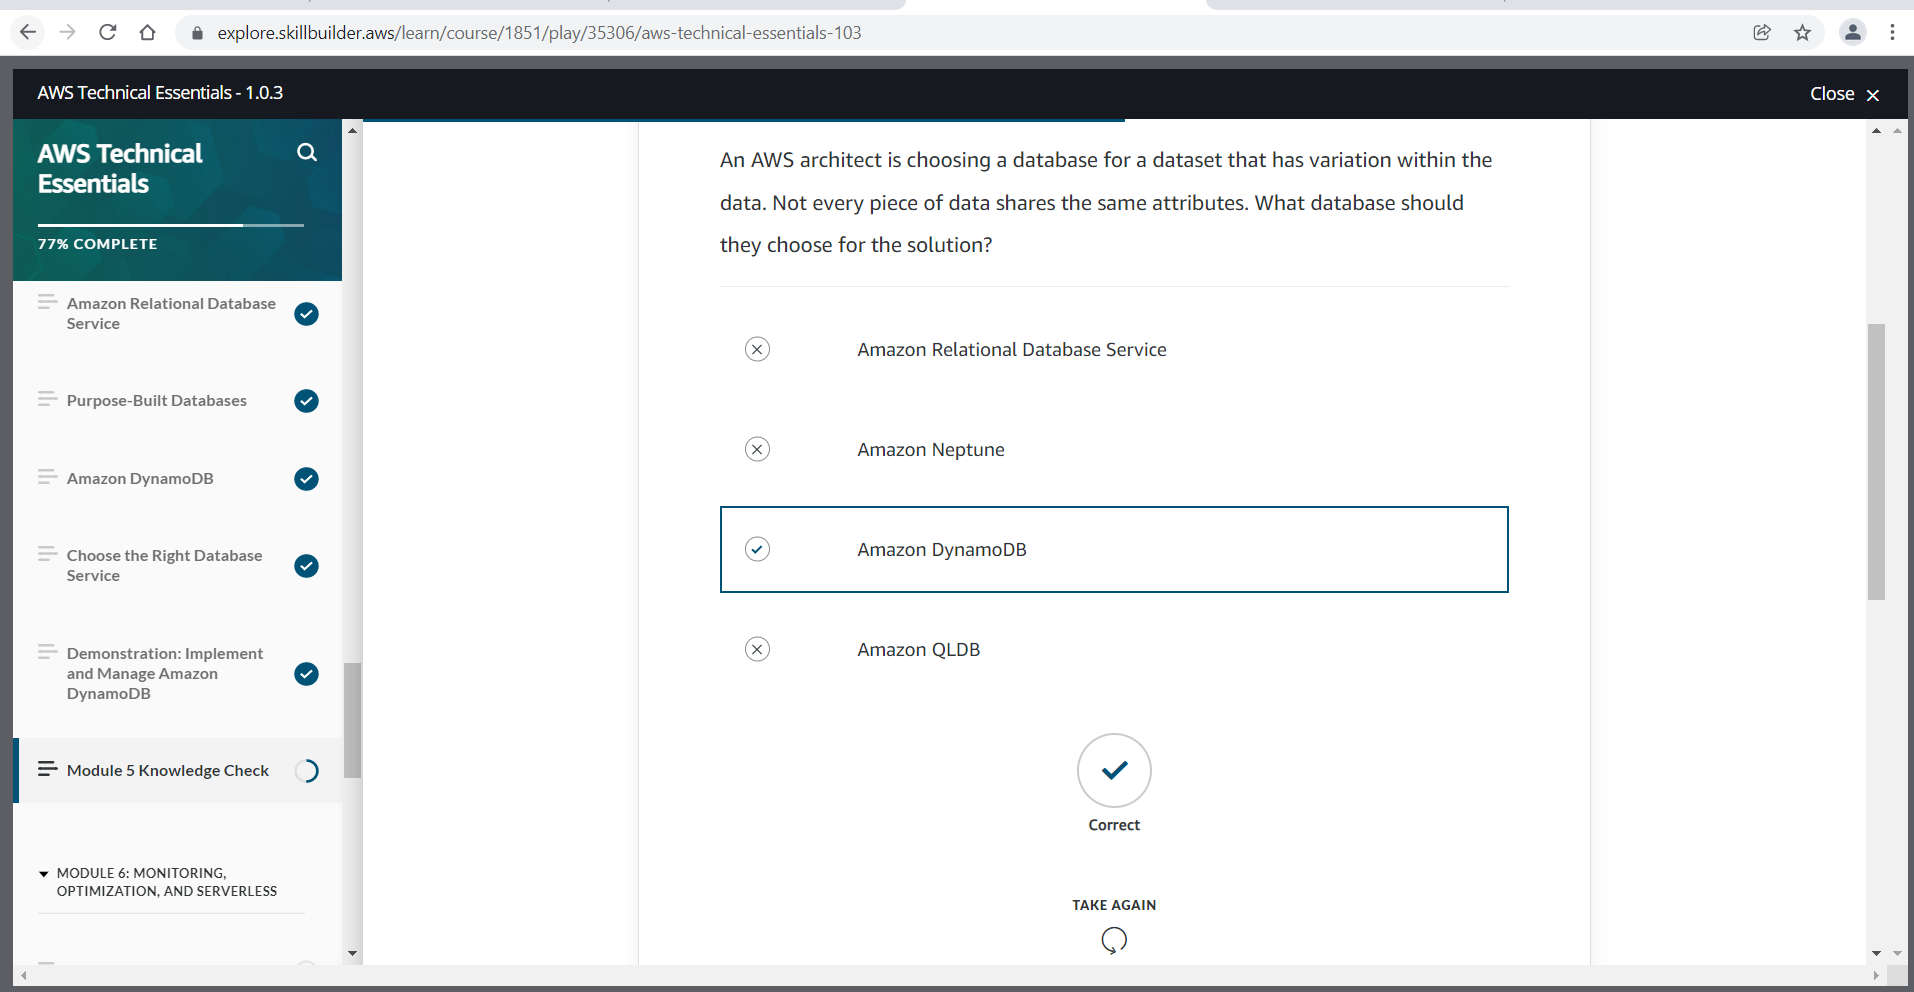 explore.skillbuilder.aws/learn/course/1851/play/35306/aws-technical-essentials-103
AWS Technical Essentials - 1.0.3
Close
AWS Technical
Essentials
77% COMPLETE
Amazon Relational Database
Service
Purpose-Built Databases
Amazon DynamoDB
Choose the Right Database
Service
Demonstration: Implement
and Manage Amazon
DynamoDB
Module 5 Knowledge Check
MODULE 6: MONITORING,
OPTIMIZATION, AND SERVERLESS
An AWS architect is choosing a database for a dataset that has variation within the
data. Not every piece of data shares the same attributes. What database should
they choose for the solution?
Amazon Relational Database Service
Amazon Neptune
Amazon DynamoDB
Amazon QLDB
Correct
TAKE AGAIN